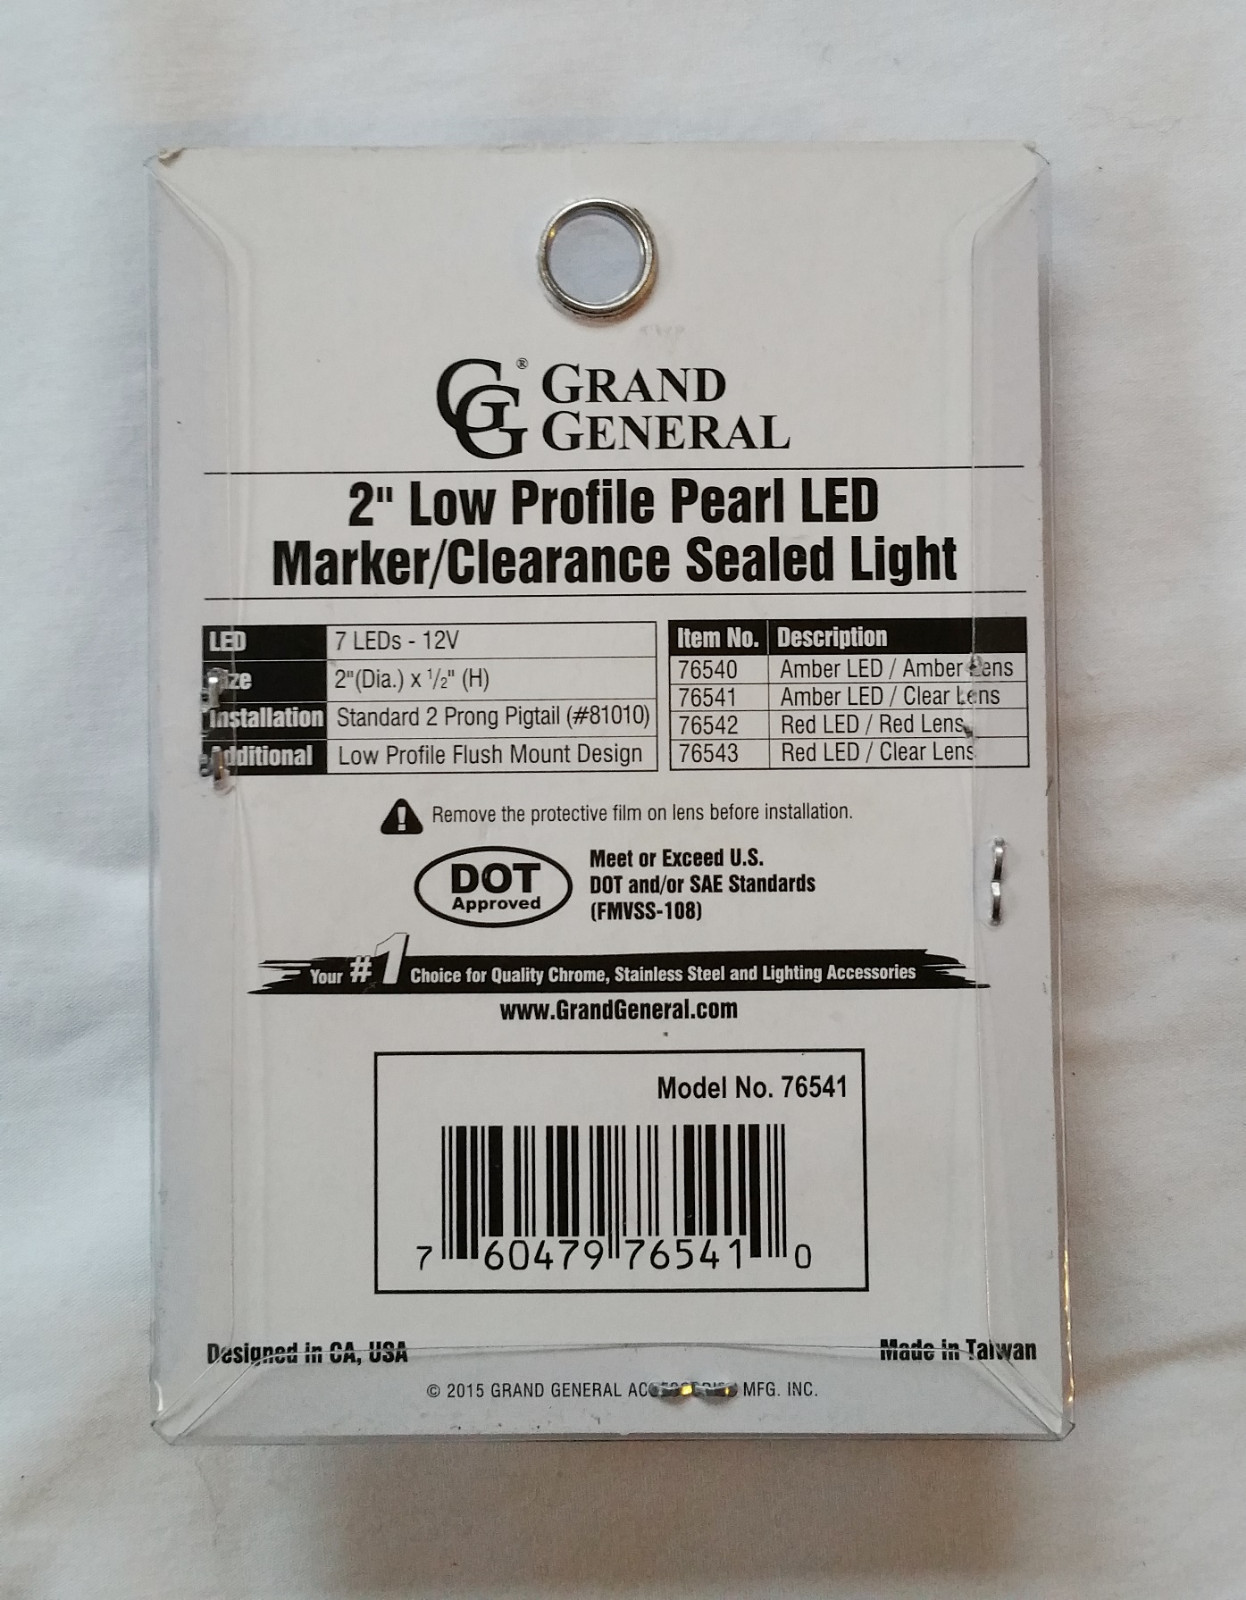 GG® GRAND
GENERAL
2" Low Profile Pearl LED
Marker/Clearance Sealed Light
LED 7 LEDs - 12V
Size 2"(Dia.) x 1/2" (H)
Installation Standard 2 Prong Pigtail (#81010)
Additional Low Profile Flush Mount Design
Item No. Description
76540 Amber LED / Amber Lens
76541 Amber LED / Clear Lens
76542 Red LED / Red Lens
76543 Red LED / Clear Lens
Remove the protective film on lens before installation.
DOT
Approved
Meet or Exceed U.S.
DOT and/or SAE Standards
(FMVSS-108)
Your #1 Choice for Quality Chrome, Stainless Steel and Lighting Accessories
www.GrandGeneral.com
Model No. 76541
7 60479 76541 0
Designed in CA, USA
Made in Taiwan
© 2015 GRAND GENERAL MFG. INC.